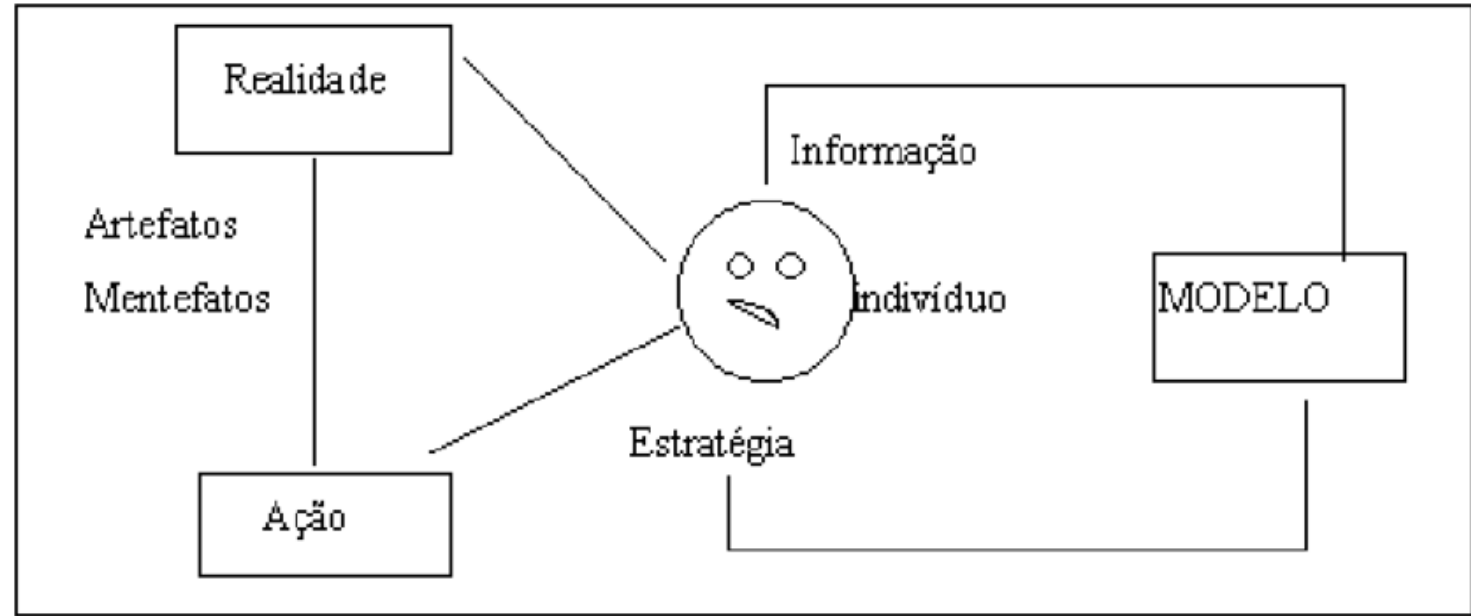 Realidade
Informação
Artefatos
Mentefatos
indivíduo
MODELO
Estratégia
Ação